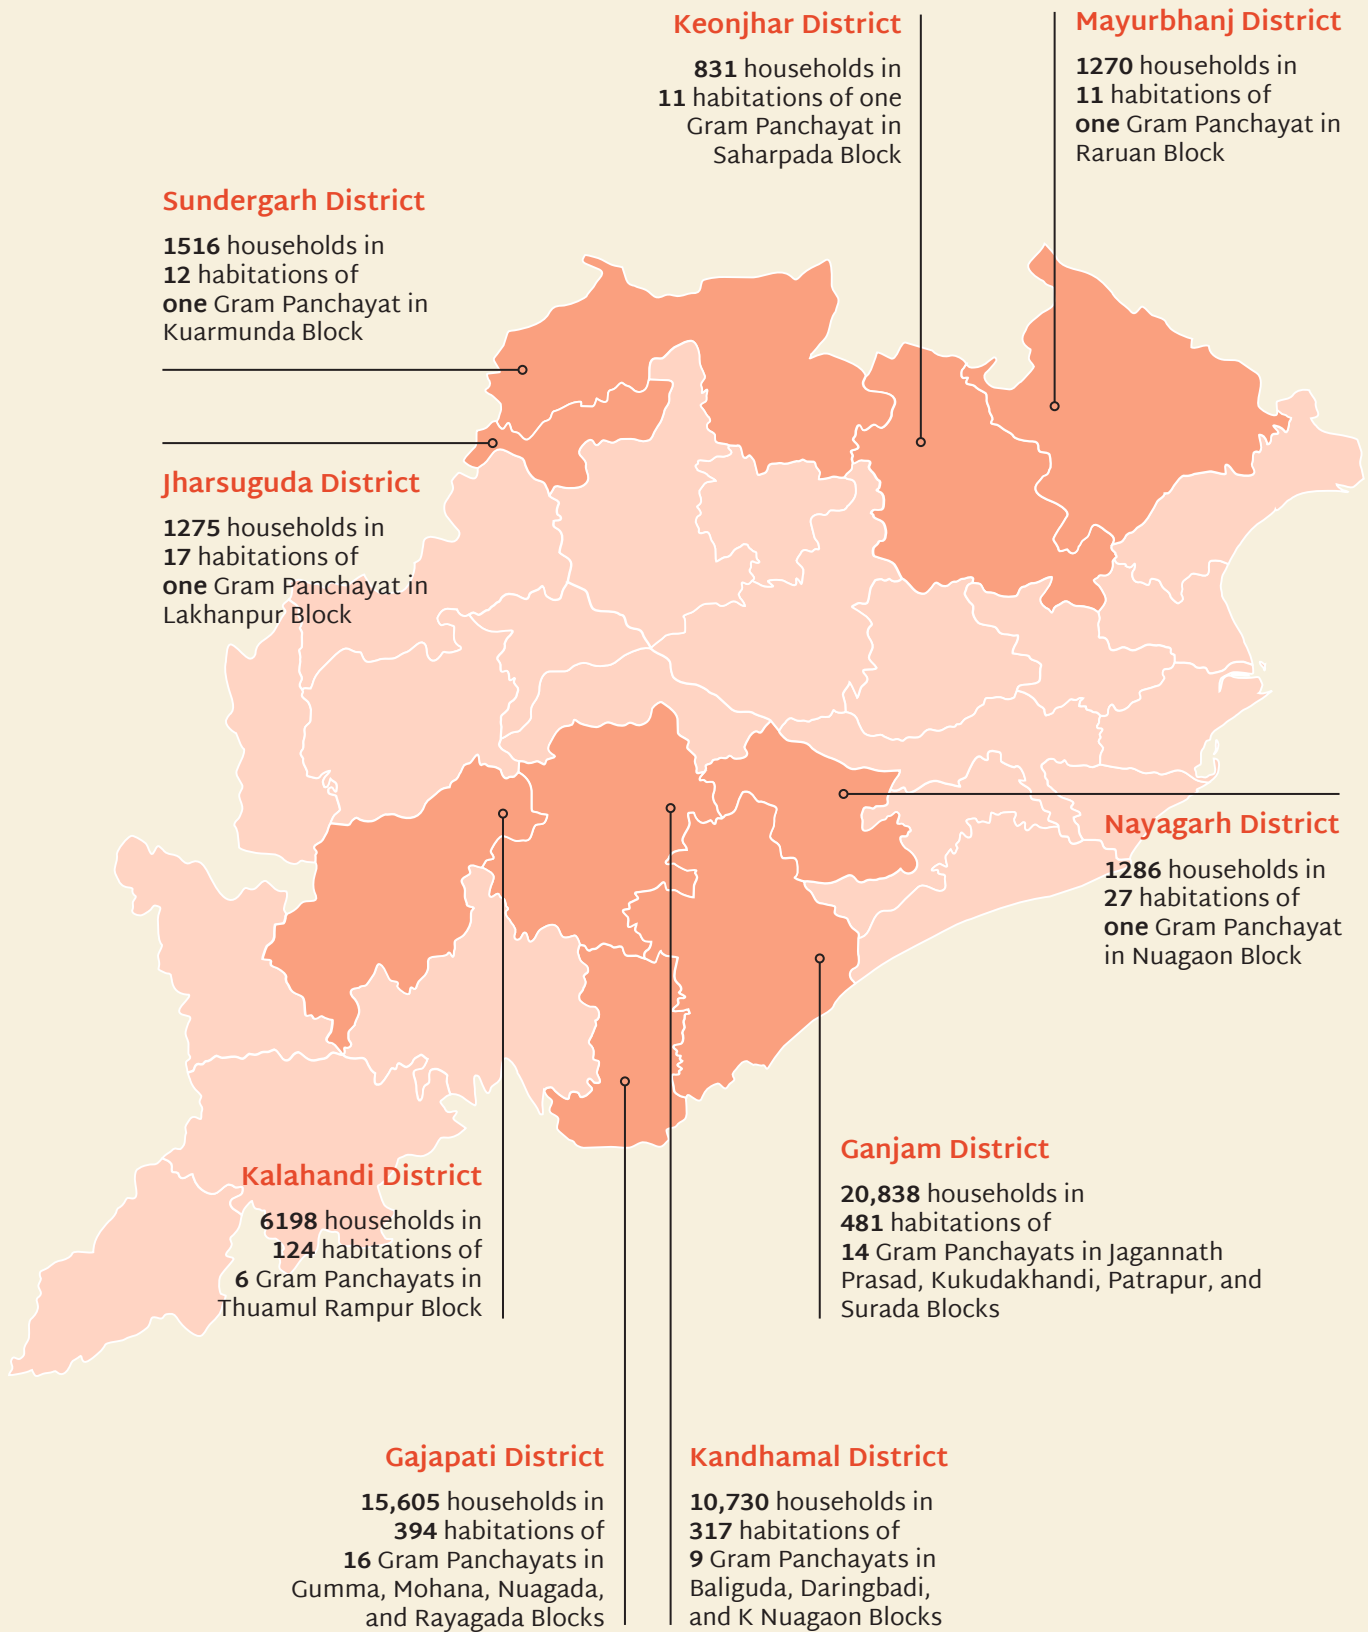 Keonjhar District
831 households in
11 habitations of one
Gram Panchayat in
Saharpada Block
Mayurbhanj District
1270 households in
11 habitations of
one Gram Panchayat in
Raruan Block
Sundergarh District
1516 households in
12 habitations of
one Gram Panchayat in
Kuarmunda Block
Jharsuguda District
1275 households in
17 habitations of
one Gram Panchayat in
Lakhanpur Block
Nayagarh District
1286 households in
27 habitations of
one Gram Panchayat
in Nuagaon Block
Ganjam District
20,838 households in
481 habitations of
14 Gram Panchayats in Jagannath
Prasad, Kukudakhandi, Patrapur, and
Surada Blocks
Kalahandi District
6198 households in
124 habitations of
6 Gram Panchayats in
Thuamul Rampur Block
Gajapati District
15,605 households in
394 habitations of
16 Gram Panchayats in
Gumma, Mohana, Nuagada,
and Rayagada Blocks
Kandhamal District
10,730 households in
317 habitations of
9 Gram Panchayats in
Baliguda, Daringbadi,
and K Nuagaon Blocks